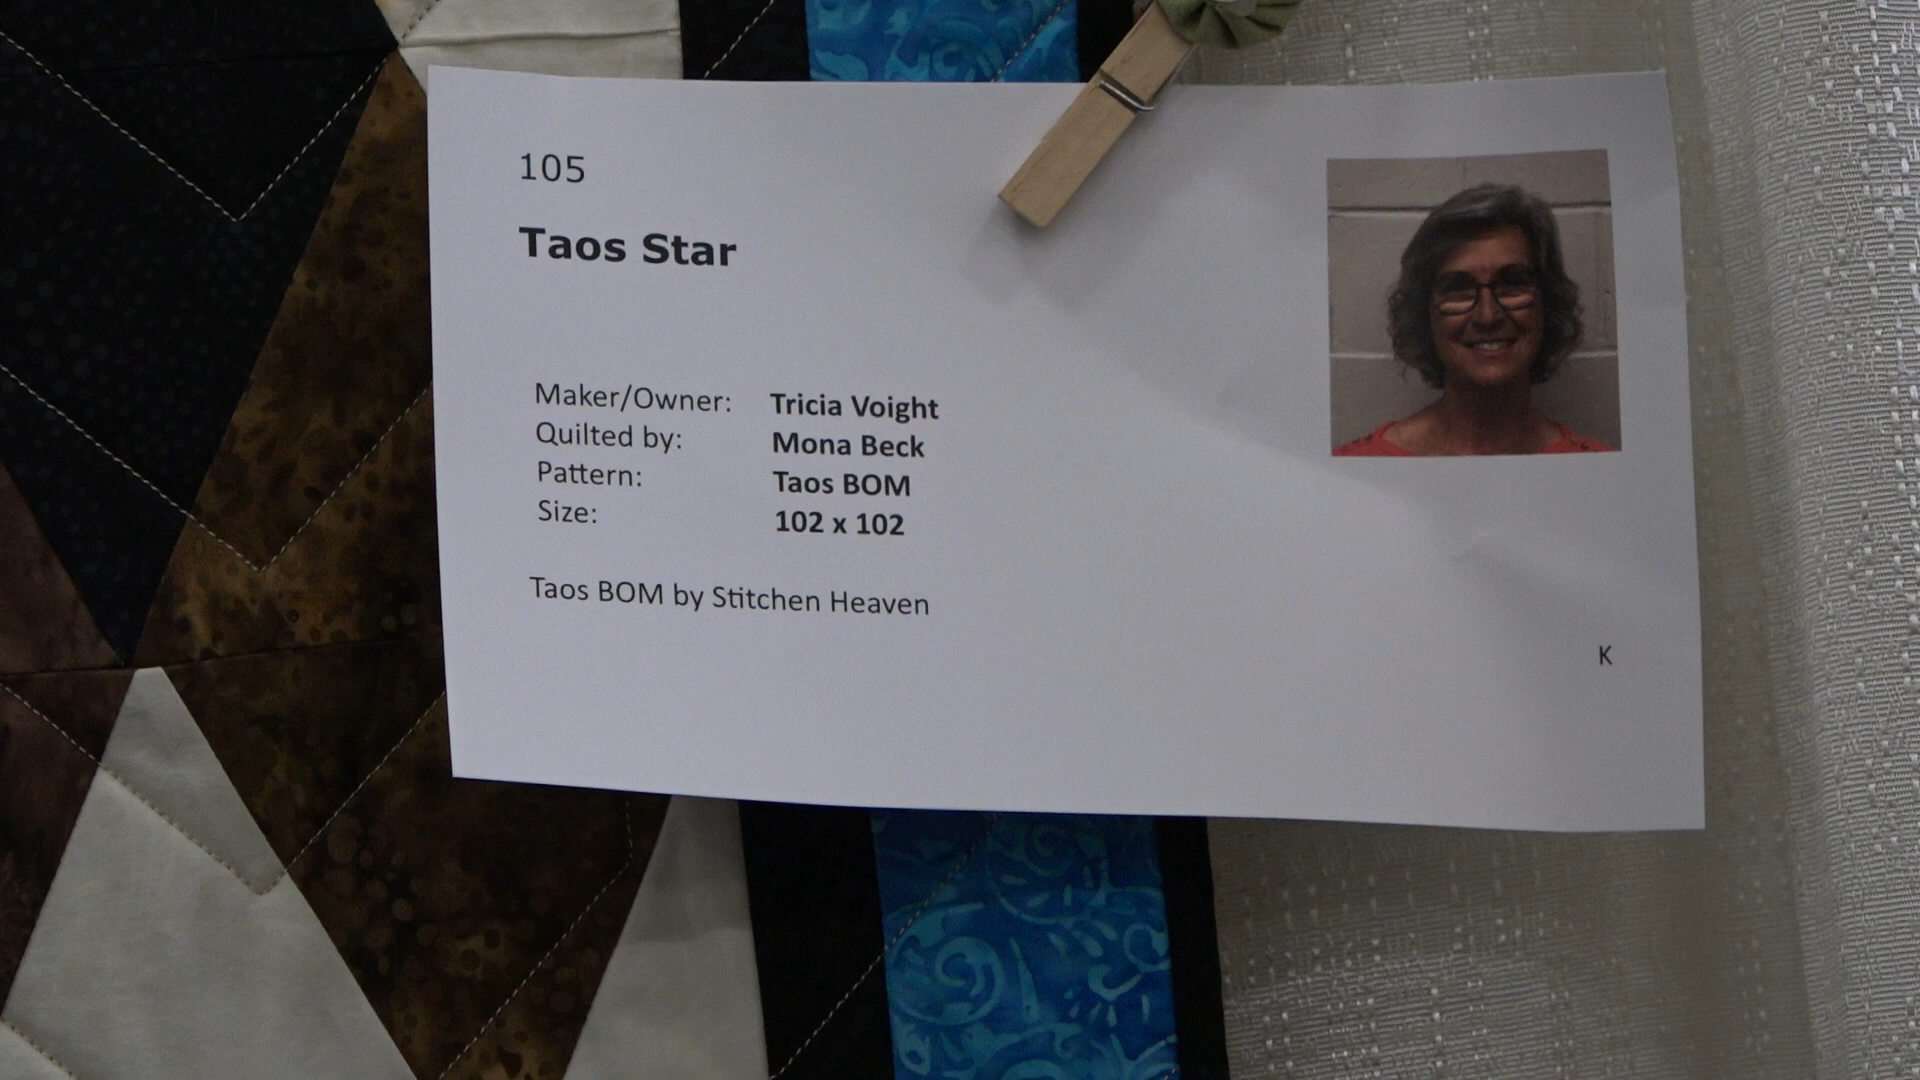 105
Taos Star
Maker/Owner: Tricia Voight
Quilted by: Mona Beck
Pattern: Taos BOM
Size: 102 x 102
Taos BOM by Stitchen Heaven
K